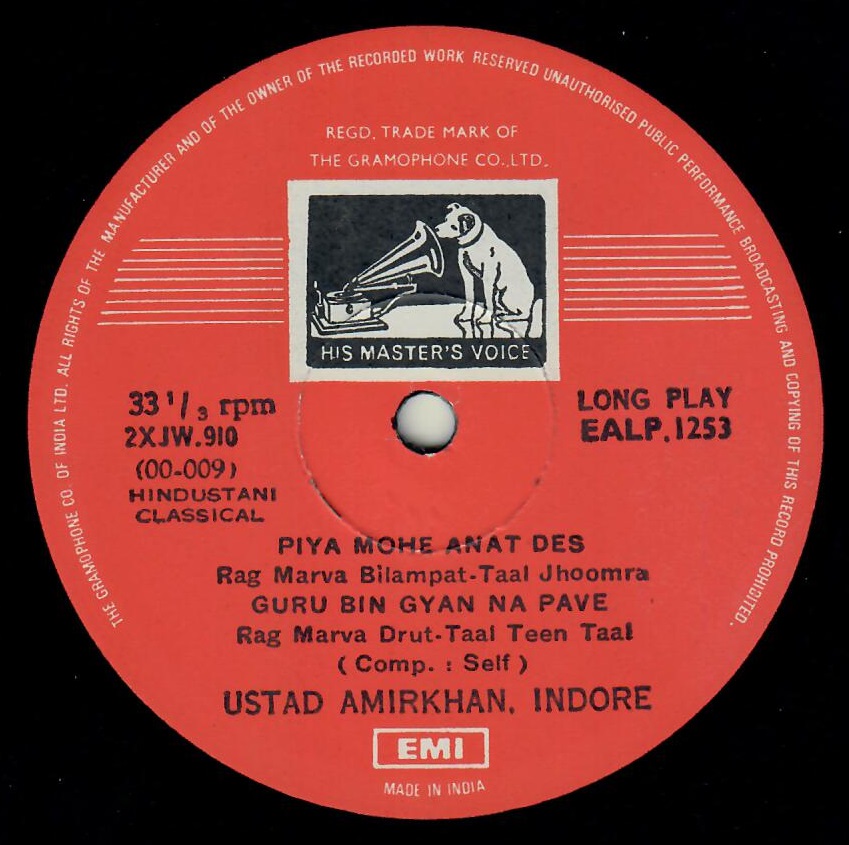 THE GRAMOPHONE CO. OF INDIA LTD. ALL RIGHTS OF THE MANUFACTURER AND OF THE OWNER OF THE RECORDED WORK RESERVED UNAUTHORISED PUBLIC PERFORMANCE BROADCASTING AND COPYING OF THIS RECORD PROHIBITED.
REGD. TRADE MARK OF
THE GRAMOPHONE CO.,LTD.
HIS MASTER'S VOICE
33 1/3 rpm
2XJW.910
(00-009)
HINDUSTANI
CLASSICAL
LONG PLAY
EALP.1253
PIYA MOHE ANAT DES
Rag Marva Bilampat-Taal Jhoomra
GURU BIN GYAN NA PAVE
Rag Marva Drut-Taal Teen Taal
( Comp. : Self )
USTAD AMIRKHAN. INDORE
EMI
MADE IN INDIA